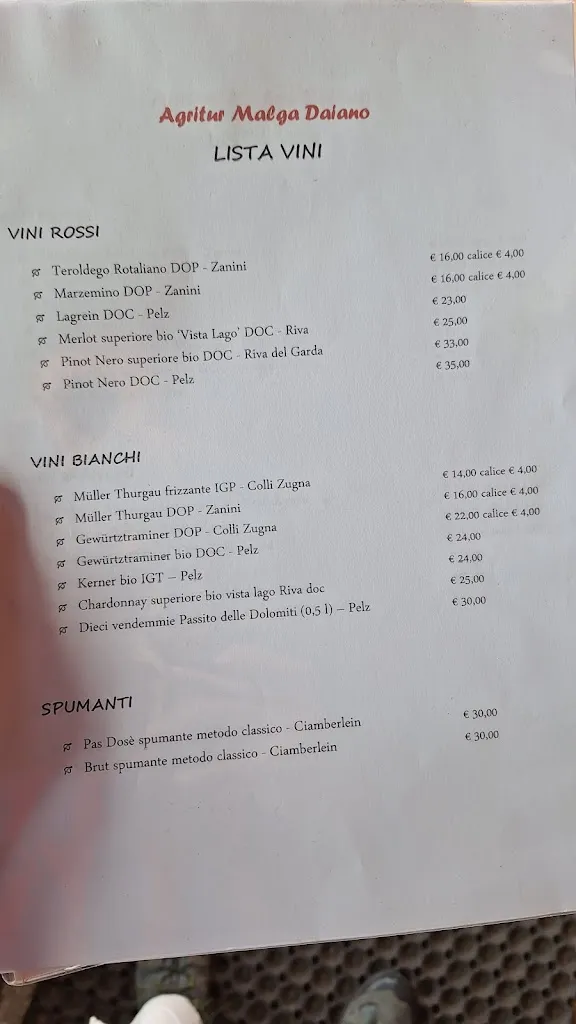 Agritur Malga Daiano
LISTA VINI
VINI ROSSI
Teroldego Rotaliano DOP - Zanini € 16,00 calice € 4,00
Marzemino DOP - Zanini € 16,00 calice € 4,00
Lagrein DOC - Pelz € 23,00
Merlot superiore bio ‘Vista Lago’ DOC - Riva € 25,00
Pinot Nero superiore bio DOC - Riva del Garda € 33,00
Pinot Nero DOC - Pelz € 35,00
VINI BIANCHI
Müller Thurgau frizzante IGP - Colli Zugna € 14,00 calice € 4,00
Müller Thurgau DOP - Zanini € 16,00 calice € 4,00
Gewürtztraminer DOP - Colli Zugna € 22,00 calice € 4,00
Gewürtztraminer bio DOC - Pelz € 24,00
Kerner bio IGT – Pelz € 24,00
Chardonnay superiore bio vista lago Riva doc € 25,00
Dieci vendemmie Passito delle Dolomiti (0,5 l) – Pelz € 30,00
SPUMANTI
Pas Dosè spumante metodo classico - Ciamberlein € 30,00
Brut spumante metodo classico - Ciamberlein € 30,00